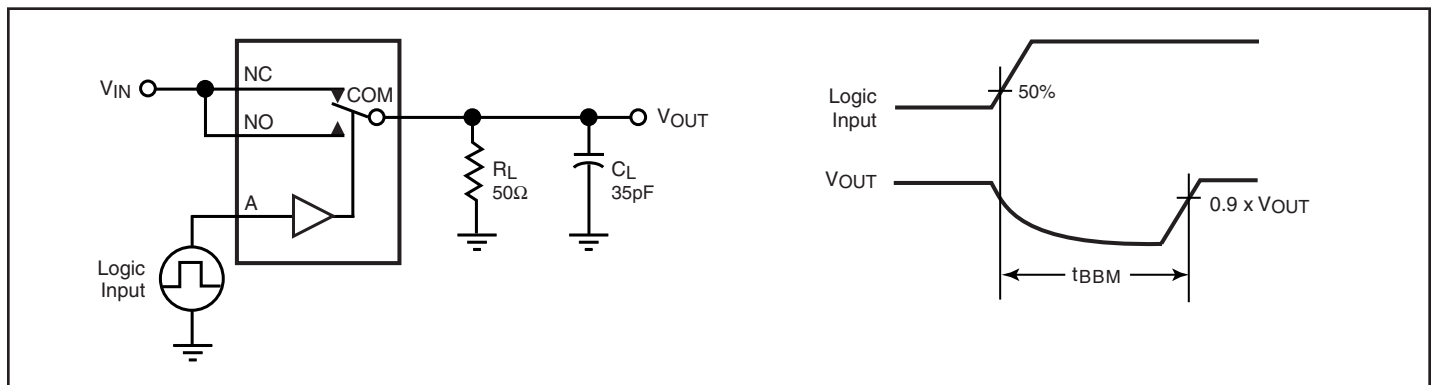 VIN
NC
COM
NO
VOUT
RL
50Ω
CL
35pF
A
Logic
Input
Logic
Input
50%
VOUT
0.9 x VOUT
tBBM